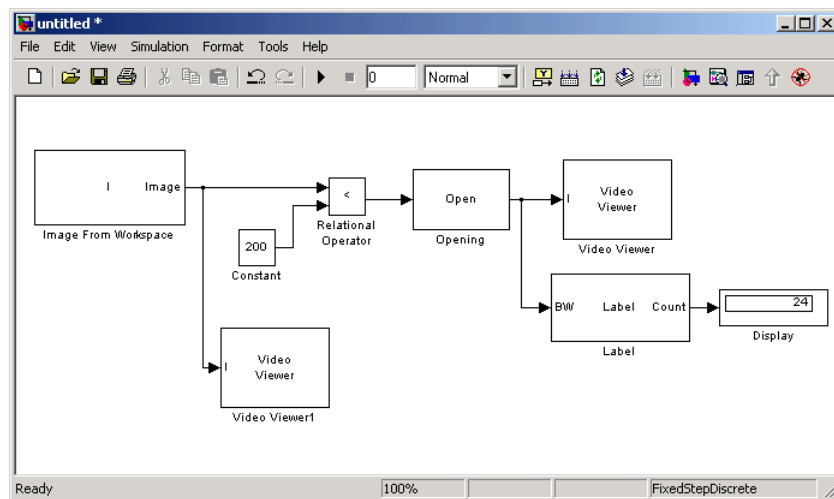 untitled *
File Edit View Simulation Format Tools Help
0 Normal
I Image
Image From Workspace
<
Relational
Operator
200
Constant
Open
Opening
I Video
Viewer
Video Viewer
BW Label Count
Label
24
Display
I Video
Viewer
Video Viewer1
Ready 100% FixedStepDiscrete